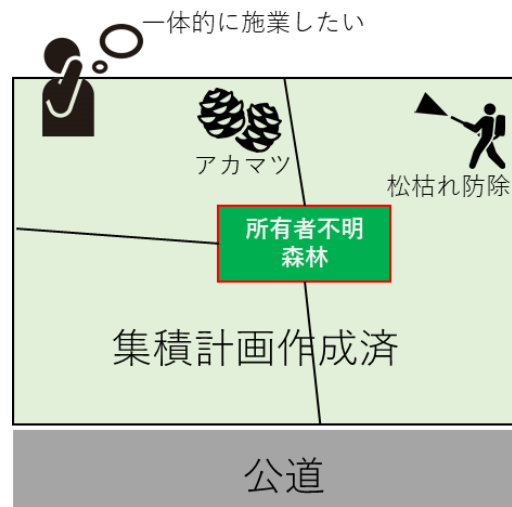 一体的に施業したい
アカマツ
松枯れ防除
所有者不明
森林
集積計画作成済
公道